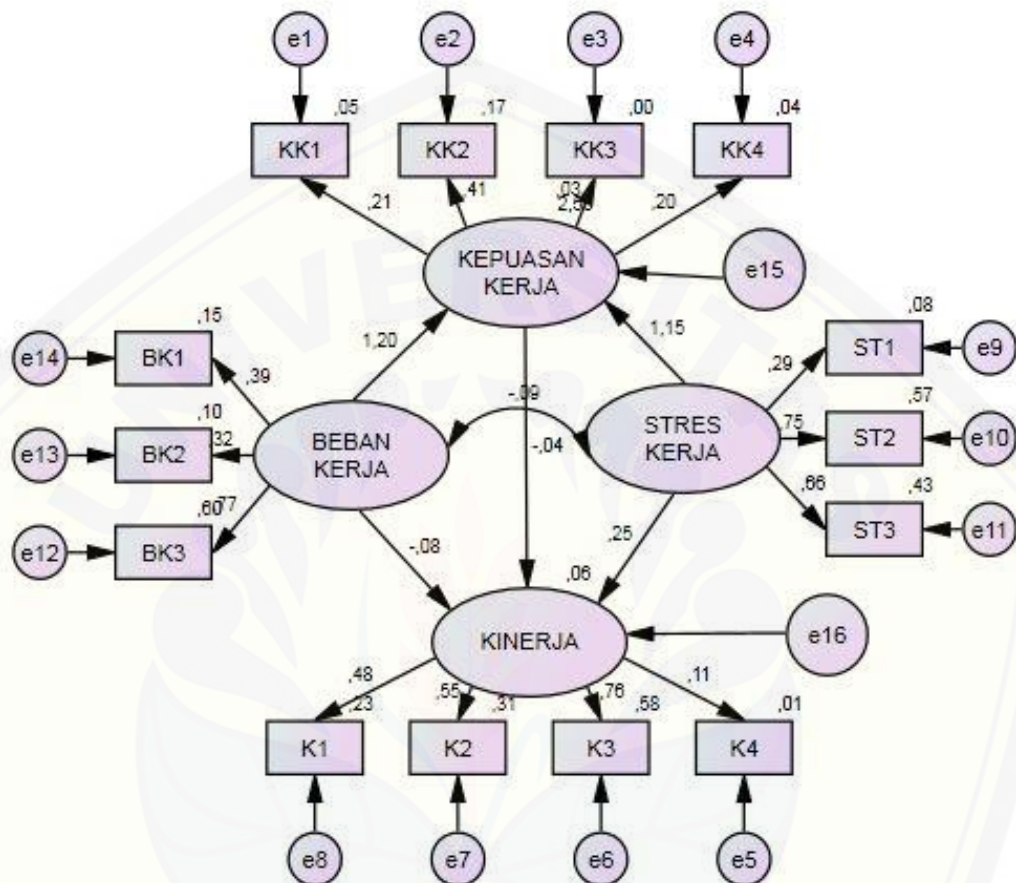 e1 e2 e3 e4
,05 ,17 ,00 ,04
KK1 KK2 KK3 KK4
,21 ,41 ,03 ,20
KEPUASAN
KERJA
e15
,15 ,08
e14 BK1 1,20 1,15 ST1 e9
,39 ,29
,10 -,09 ,57
e13 BK2 ,32 BEBAN
KERJA
-,04 STRES
KERJA
,75 ST2 e10
,60 ,77 ,66 ,43
e12 BK3 ST3 e11
-,08 ,25
,06
KINERJA e16
,48 ,55 ,76 ,11
,23 ,31 ,58 ,01
K1 K2 K3 K4
e8 e7 e6 e5
UNIVERSITAS